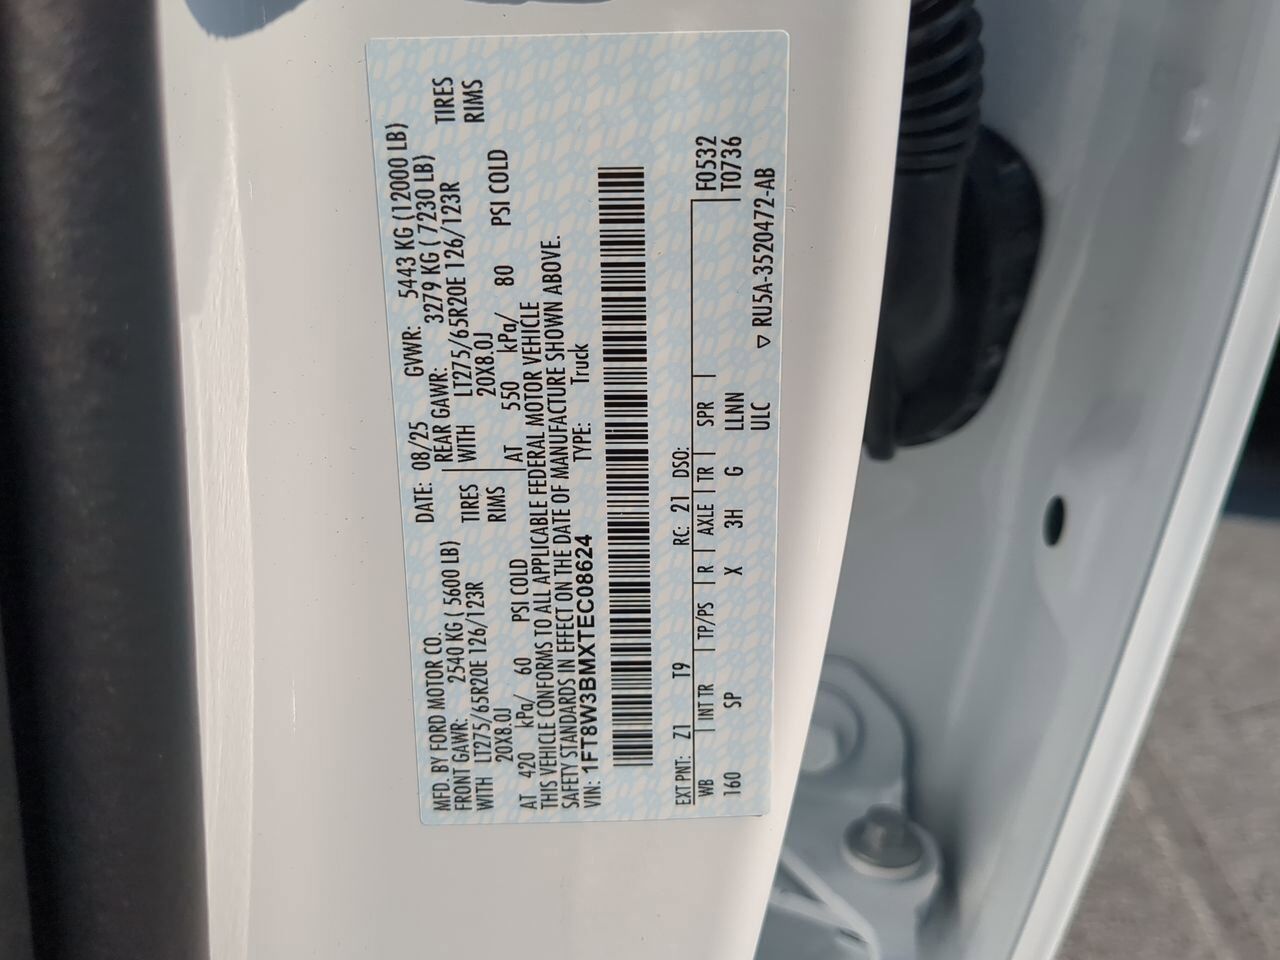 MFD. BY FORD MOTOR CO. DATE: 08/25 GVWR: 5443 KG (12000 LB)
FRONT GAWR: 2540 KG ( 5600 LB) REAR GAWR: 3279 KG ( 7230 LB)
WITH LT275/65R20E 126/123R TIRES WITH LT275/65R20E 126/123R TIRES
20X8.0J RIMS 20X8.0J RIMS
AT 420 kPa/ 60 PSI COLD AT 550 kPa/ 80 PSI COLD
THIS VEHICLE CONFORMS TO ALL APPLICABLE FEDERAL MOTOR VEHICLE
SAFETY STANDARDS IN EFFECT ON THE DATE OF MANUFACTURE SHOWN ABOVE.
VIN: 1FT8W3BMXTEC08624 TYPE: Truck
EXT PNT: Z1 T9 RC: 21 DSO: F0532
WB INT TR TP/PS R AXLE TR SPR T0736
160 SP X 3H G LLNN
ULC ▽ RU5A-3520472-AB